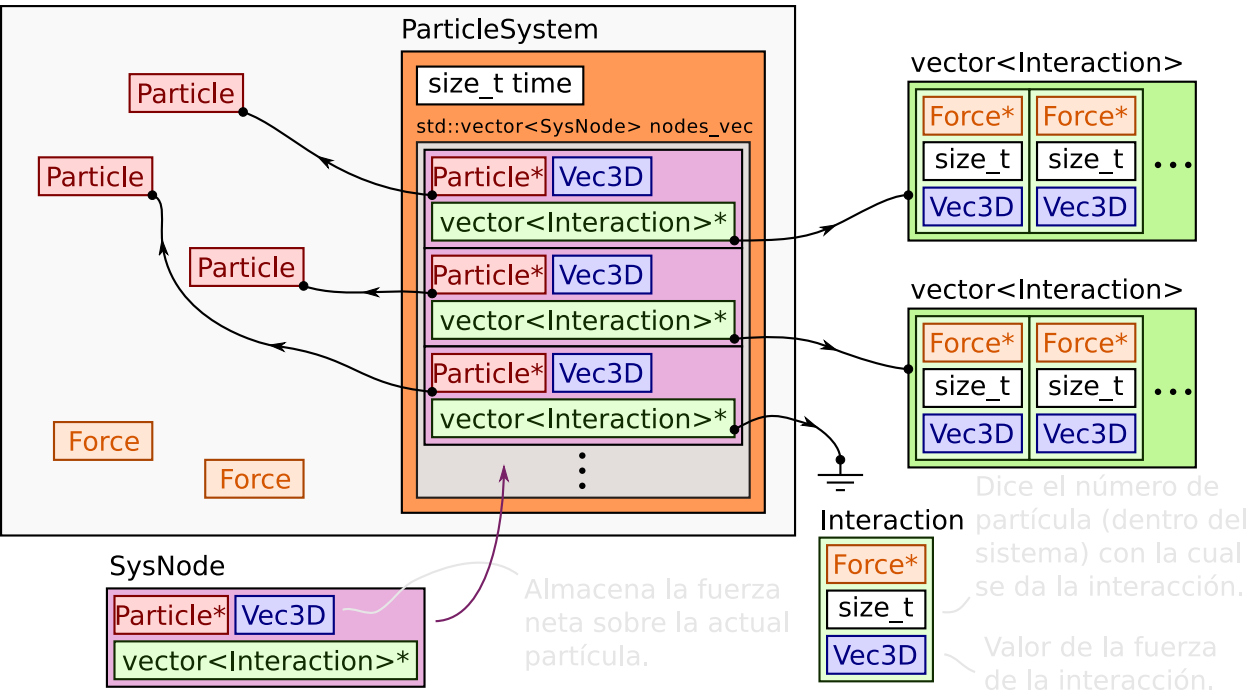 ParticleSystem
size_t time
std::vector<SysNode> nodes_vec
Particle* Vec3D
vector<Interaction>*
Particle* Vec3D
vector<Interaction>*
Particle* Vec3D
vector<Interaction>*
Particle
Particle
Particle
Force
Force
vector<Interaction>
Force* Force*
size_t size_t
Vec3D Vec3D
vector<Interaction>
Force* Force*
size_t size_t
Vec3D Vec3D
SysNode
Particle* Vec3D
vector<Interaction>*
Almacena la fuerza
neta sobre la actual
partícula.
Interaction
Force*
size_t
Vec3D
Dice el número de
partícula (dentro del
sistema) con la cual
se da la interacción.
Valor de la fuerza
de la interacción.